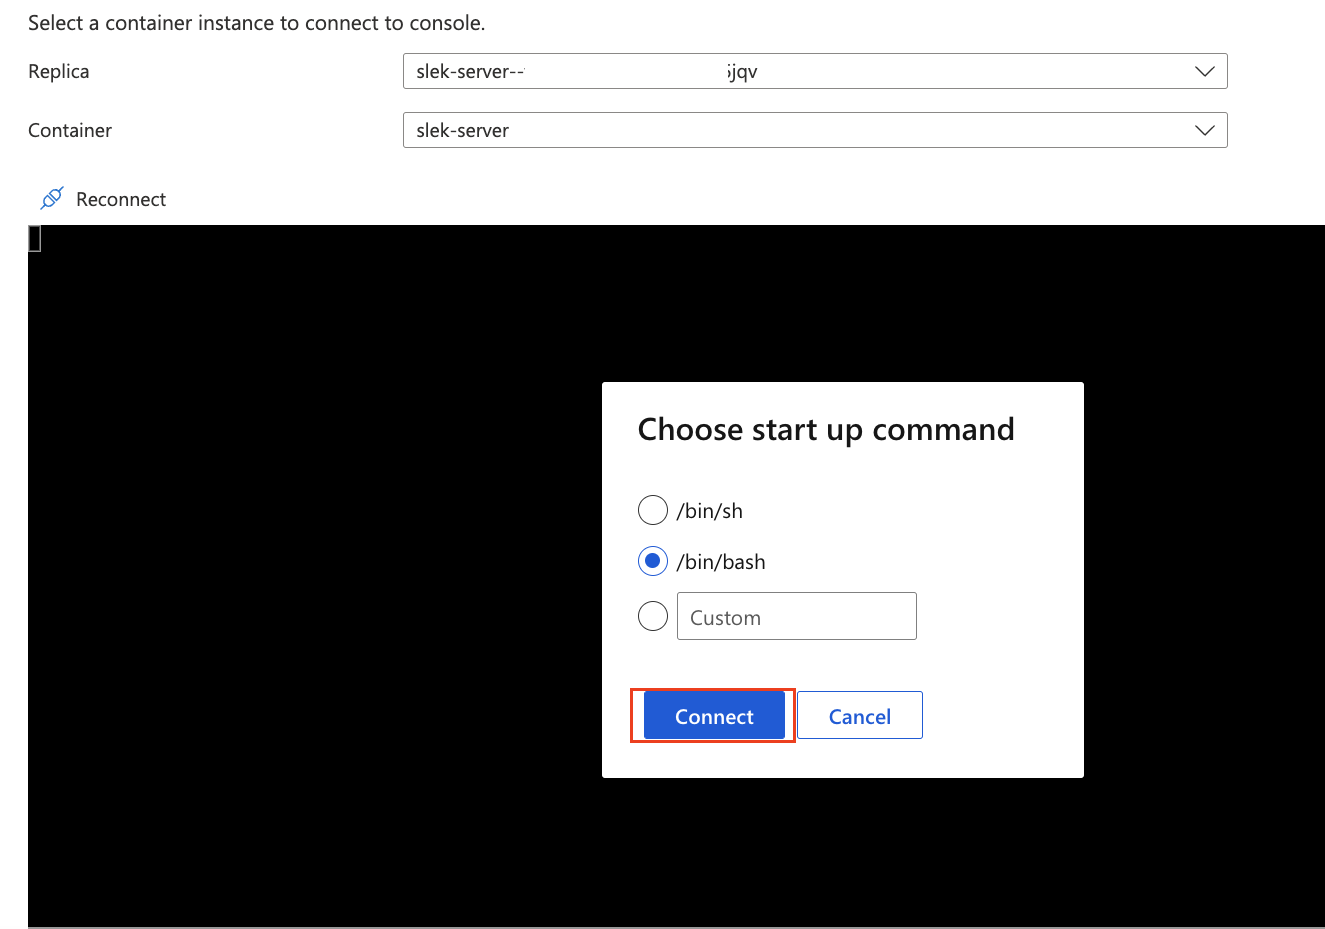 Select a container instance to connect to console.
Replica
slek-server--
jqv
Container
slek-server
Reconnect
Choose start up command
/bin/sh
/bin/bash
Custom
Connect
Cancel